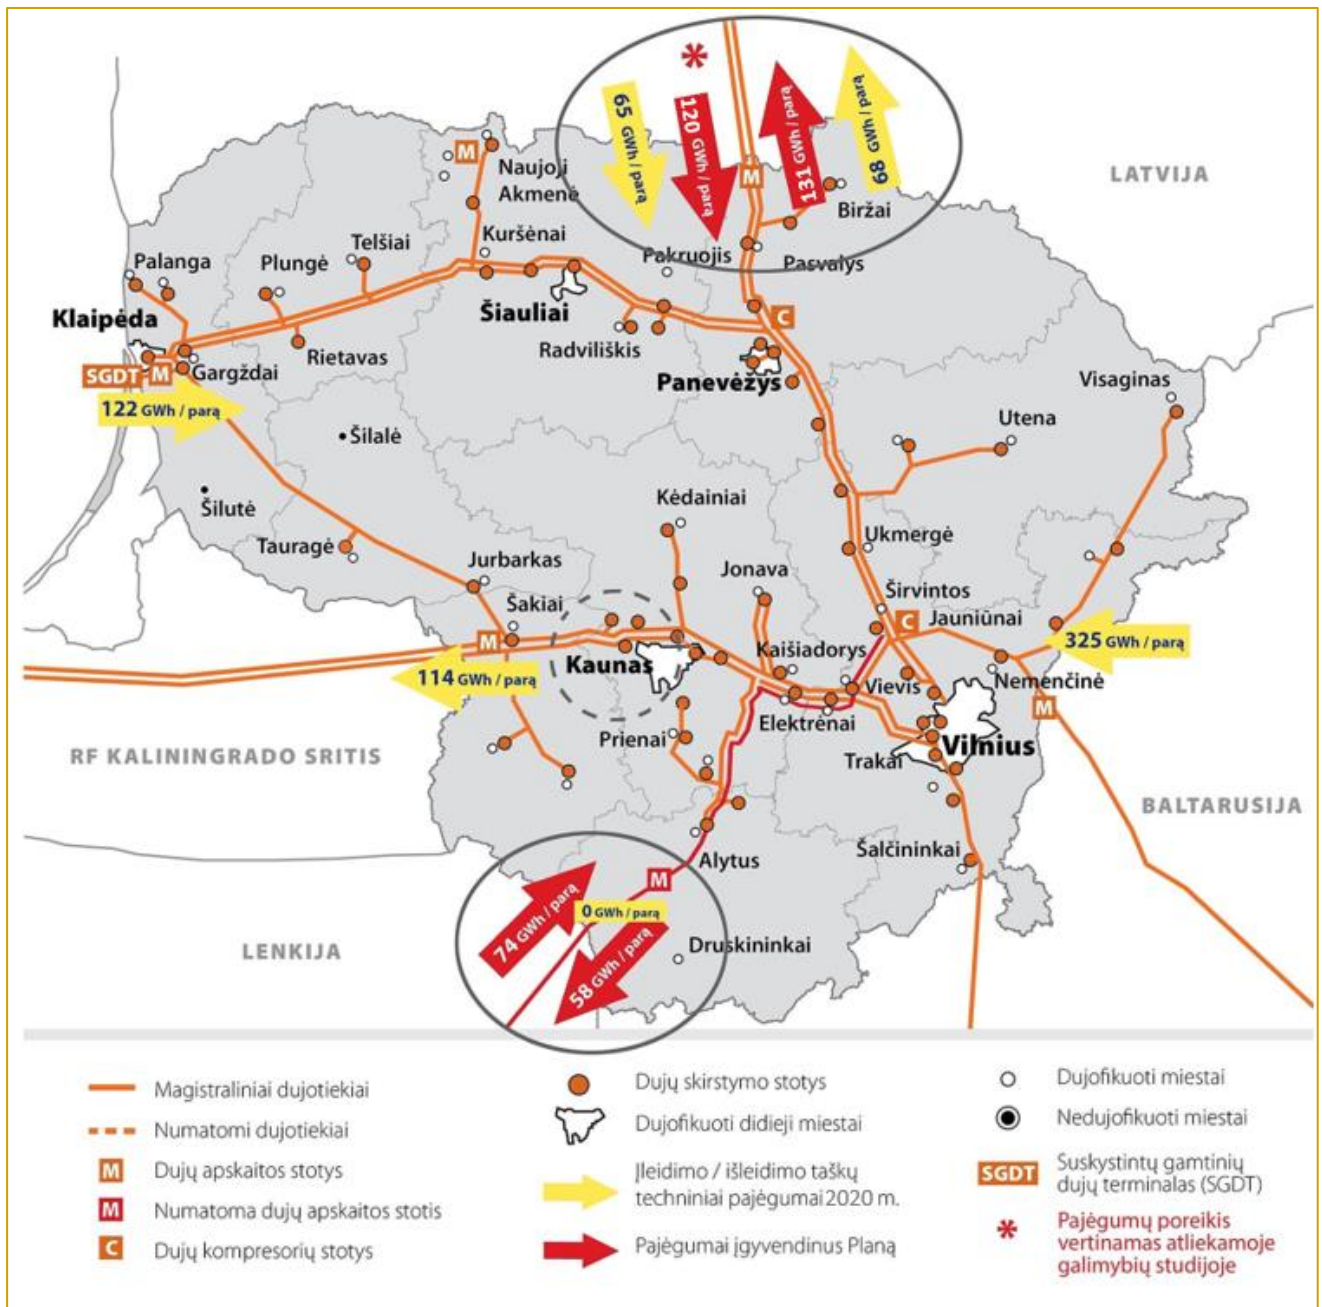 65 GWh / parą
*
120 GWh / parą
131 GWh / parą
68 GWh / parą
LATVIJA
M
M
Naujoji
Akmenė
Biržai
Kuršėnai
Telšiai
Palanga
Plungė
Pakruojis
Pasvalys
Klaipėda
Šiauliai
C
Rietavas
Radviliškis
Gargždai
SGDT
M
Panevėžys
Visaginas
122 GWh / parą
Šilalė
Utena
Šilutė
Kėdainiai
Tauragė
Ukmergė
Jurbarkas
Jonava
Širvintos
Šakiai
C
Jauniūnai
M
Kaunas
Kaišiadorys
325 GWh / parą
114 GWh / parą
Vievis
Nemenčinė
M
Elektrėnai
Prienai
Vilnius
RF KALININGRADO SRITIS
Trakai
BALTARUSIJA
Alytus
Šalčininkai
M
74 GWh / parą
0 GWh / parą
58 GWh / parą
Druskininkai
LENKIJA
Magistraliniai dujotiekiai
Numatomi dujotiekiai
M Dujų apskaitos stotys
M Numatoma dujų apskaitos stotis
C Dujų kompresorių stotys
Dujų skirstymo stotys
Dujofikuoti didieji miestai
Įleidimo / išleidimo taškų
techniniai pajėgumai 2020 m.
Pajėgumai įgyvendinus Planą
Dujofikuoti miestai
Nedujofikuoti miestai
SGDT Suskystintų gamtinių
dujų terminalas (SGDT)
* Pajėgumų poreikis
vertinamas atliekamoje
galimybių studijoje